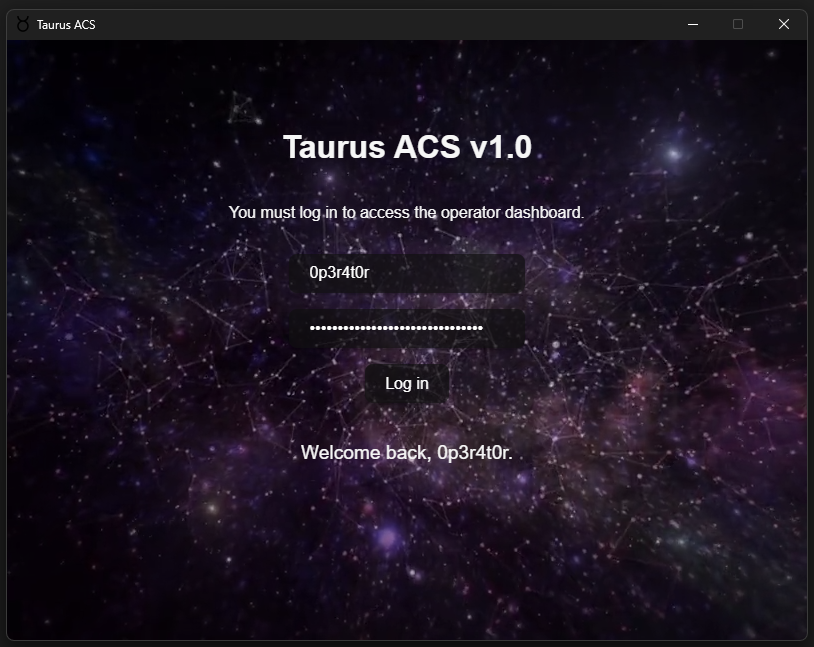 Taurus ACS
Taurus ACS v1.0
You must log in to access the operator dashboard.
0p3r4t0r
•••••••••••••••••••••••••••••••
Log in
Welcome back, 0p3r4t0r.